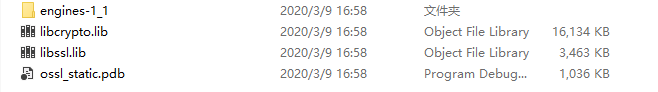 engines-1_1 2020/3/9 16:58 文件夹
libcrypto.lib 2020/3/9 16:58 Object File Library 16,134 KB
libssl.lib 2020/3/9 16:58 Object File Library 3,463 KB
ossl_static.pdb 2020/3/9 16:58 Program Debug... 1,036 KB